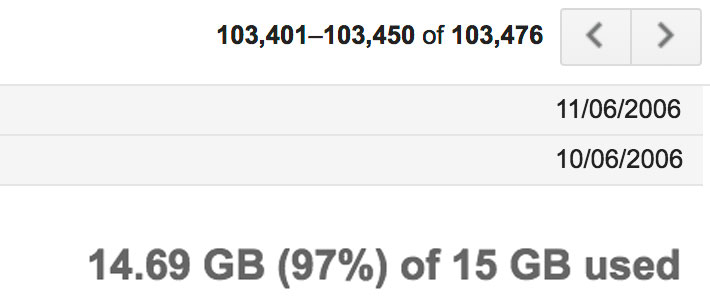 103,401–103,450 of 103,476
11/06/2006
10/06/2006
14.69 GB (97%) of 15 GB used